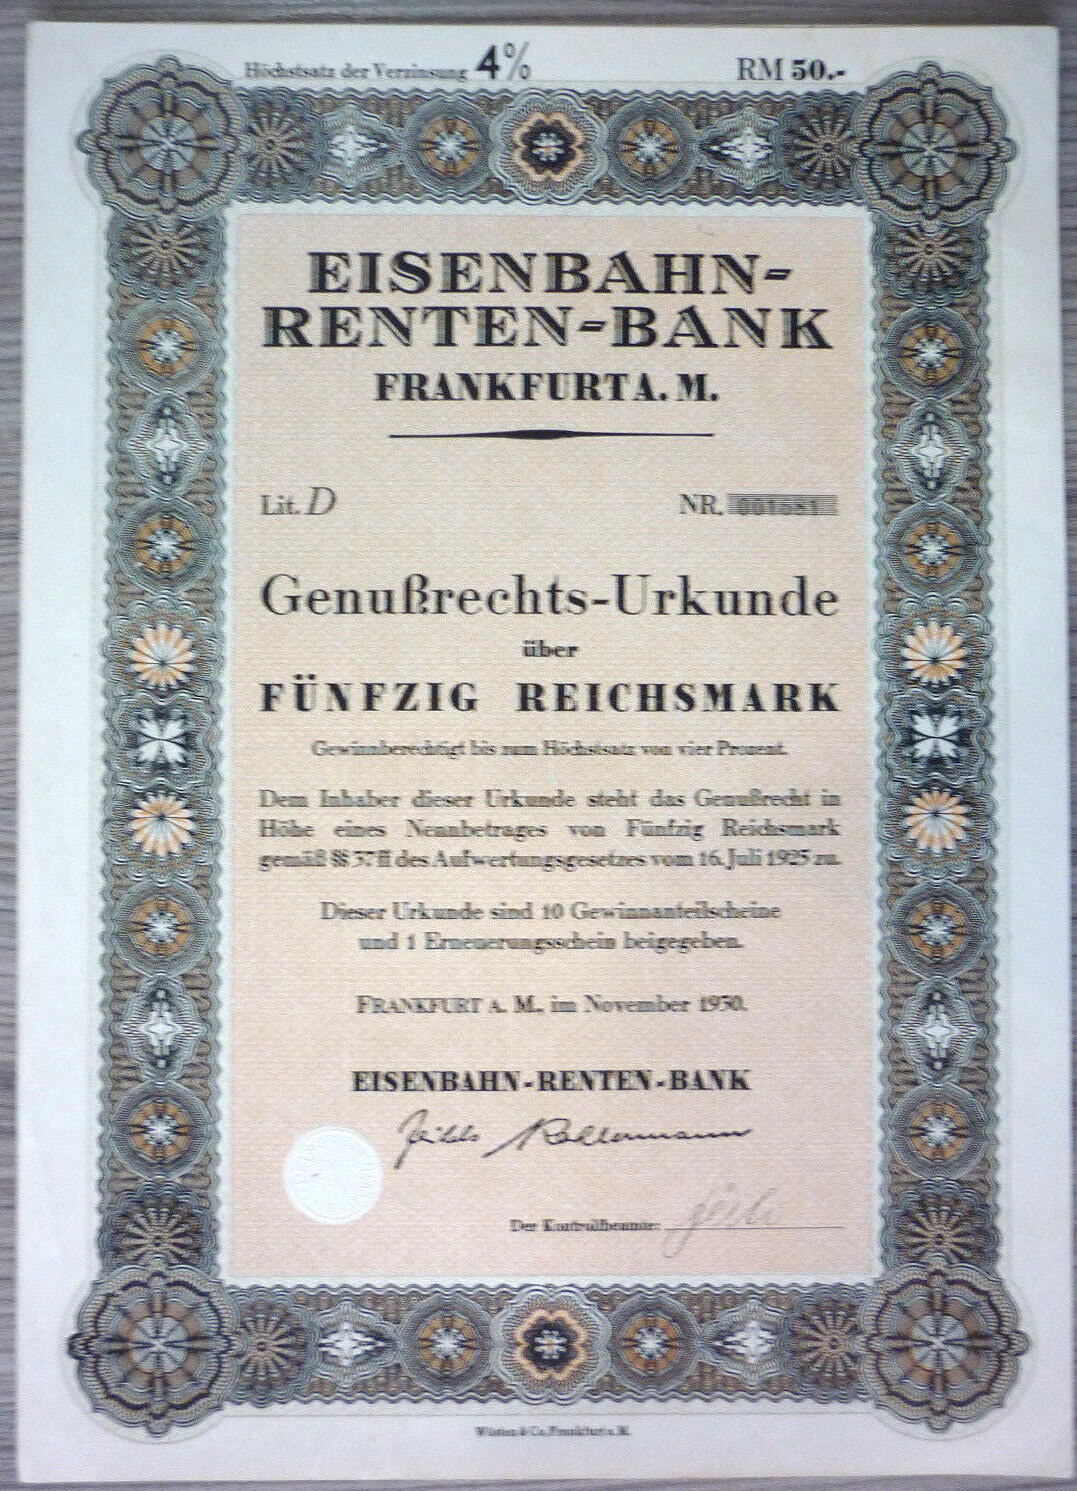 Höchstsatz der Verzinsung 4%
RM 50.-
EISENBAHN-
RENTEN-BANK
FRANKFURT A. M.
Lit. D
NR.
Genußrechts-Urkunde
über
FÜNFZIG REICHSMARK
Gewinnberechtigt bis zum Höchstsatz von vier Prozent.
Dem Inhaber dieser Urkunde steht das Genußrecht in
Höhe eines Nennbetrages von Fünfzig Reichsmark
gemäß §§ 37ff des Aufwertungsgesetzes vom 16. Juli 1925 zu.
Dieser Urkunde sind 10 Gewinnanteilscheine
und 1 Erneuerungsschein beigegeben.
FRANKFURT A. M., im November 1930.
EISENBAHN-RENTEN-BANK
Der Kontrollbeamte:
Wüsten & Co., Frankfurt a. M.